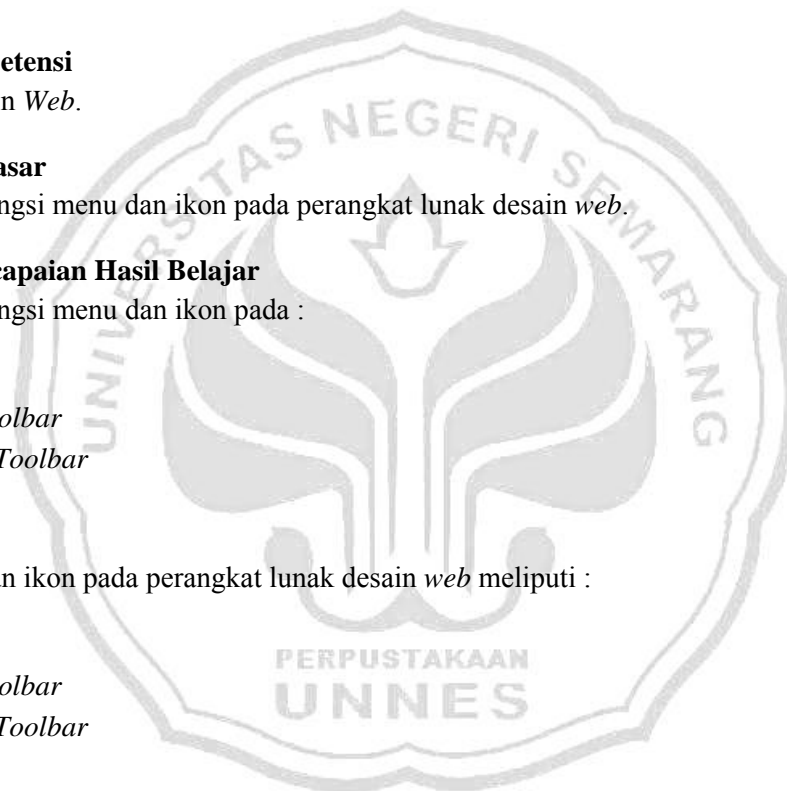 etensi
n Web.
asar
ngsi menu dan ikon pada perangkat lunak desain web.
capaian Hasil Belajar
ngsi menu dan ikon pada :
olbar
Toolbar
an ikon pada perangkat lunak desain web meliputi :
olbar
Toolbar
UNIVERSITAS NEGERI SEMARANG
PERPUSTAKAAN
UNNES